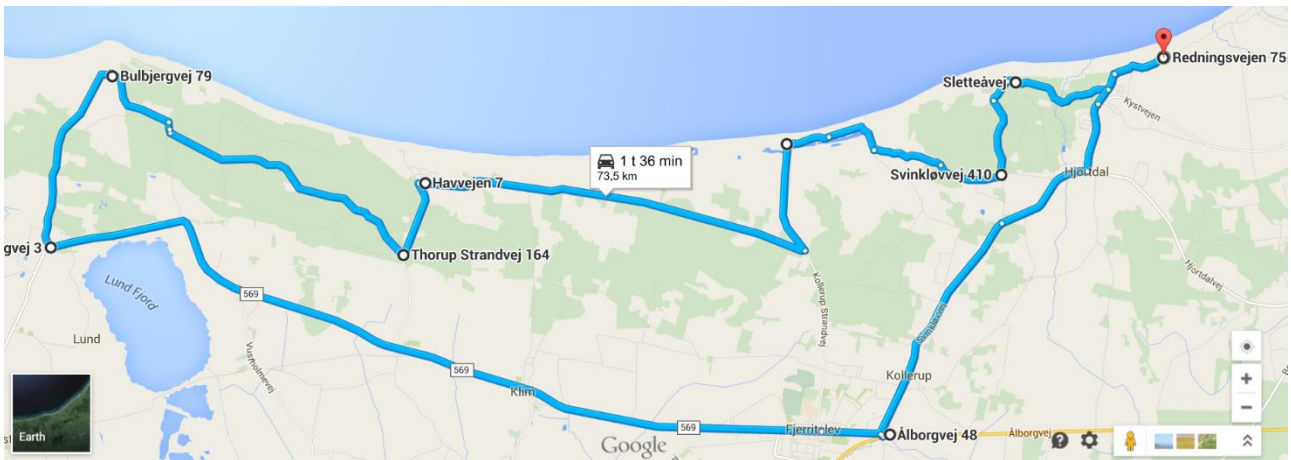 Bulbjergvej 79
Redningsvejen 75
Sletteåvej
Kystvejen
1 t 36 min
73,5 km
Svinkløvvej 410
Hjortdal
Havvejen 7
gvej 3
Thorup Strandvej 164
Lund Fjord
Hjortdalvej
Kollerup Strandvej
569
Lund
Vustholmevej
Svinkløvvej
569
Kollerup
Klim
Earth
569
Fjerritslev
Ålborgvej 48
Ålborgvej
Google